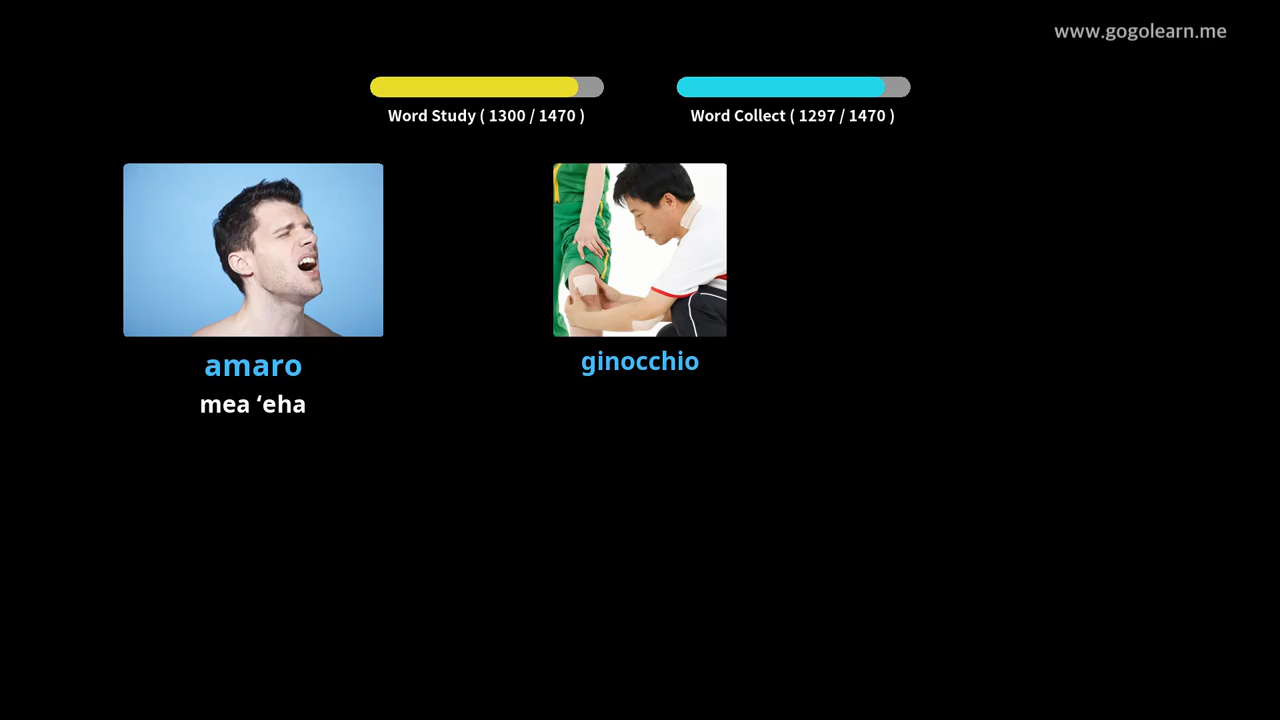 www.gogolearn.me
Word Study ( 1300 / 1470 )
Word Collect ( 1297 / 1470 )
amaro
mea ‘eha
ginocchio